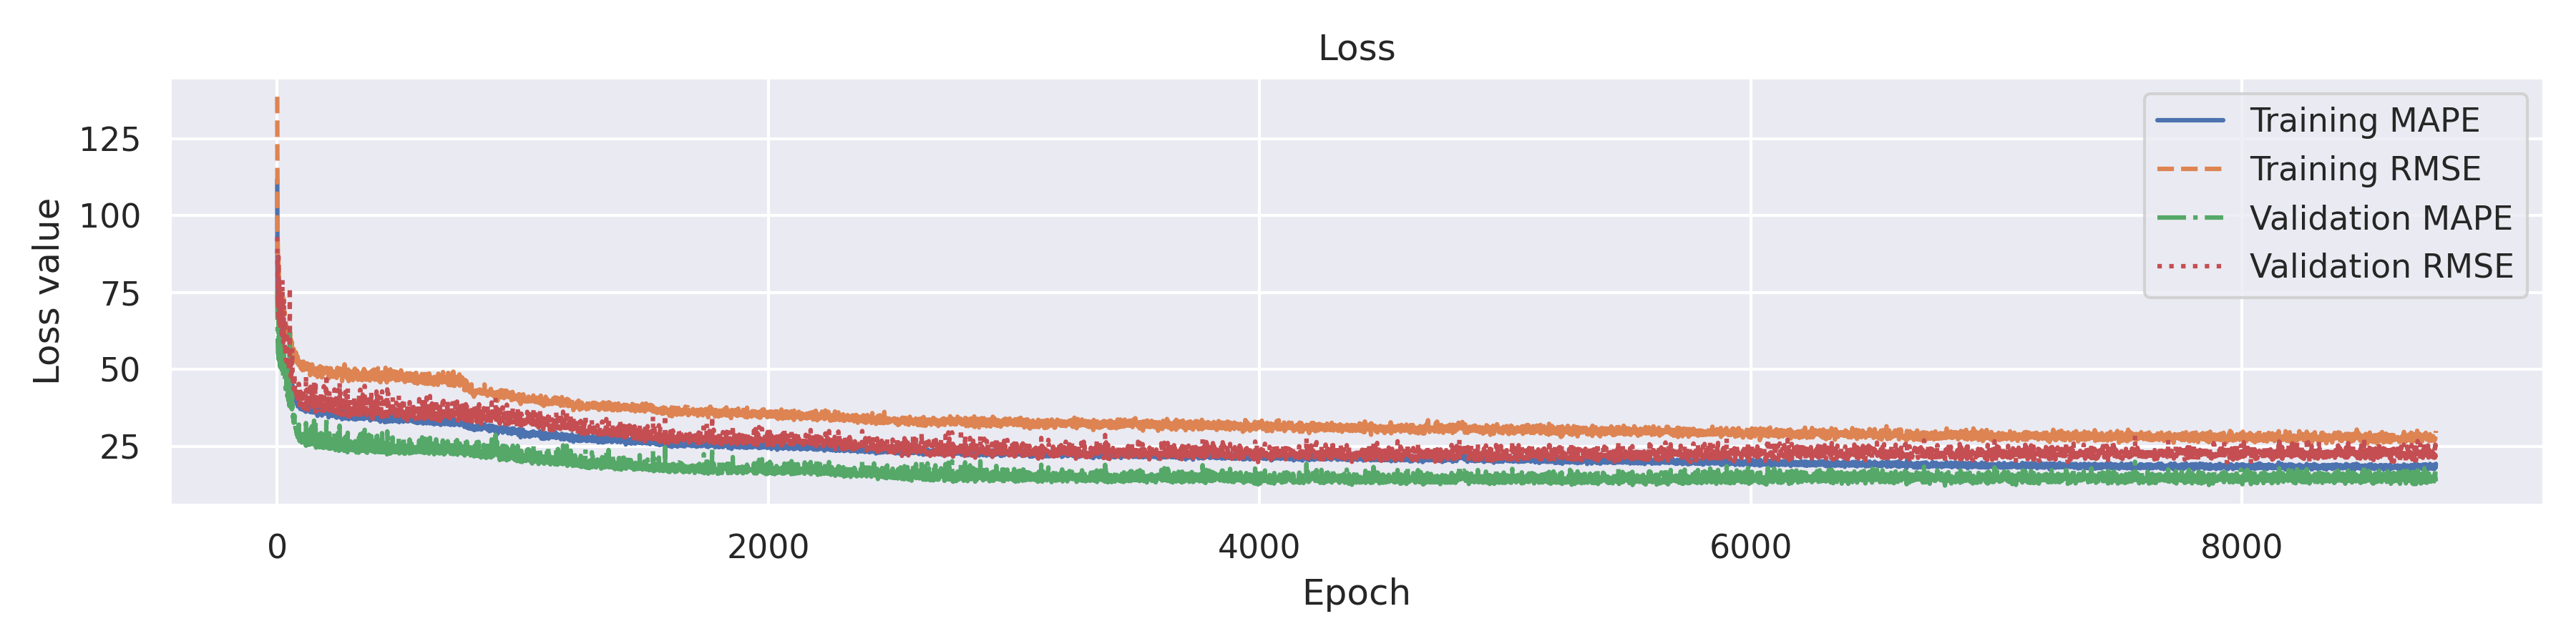 Loss
Loss value
125
100
75
50
25
Training MAPE
Training RMSE
Validation MAPE
Validation RMSE
0
2000
4000
6000
8000
Epoch